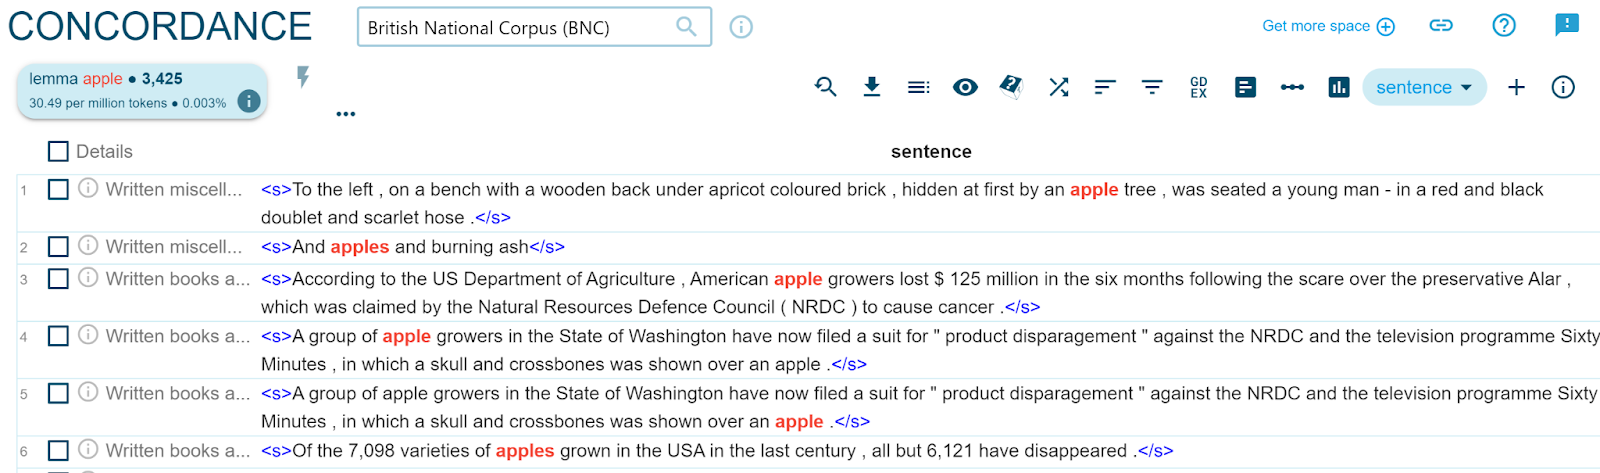 CONCORDANCE
British National Corpus (BNC)
Get more space
lemma apple ● 3,425
30.49 per million tokens ● 0.003%
GD
EX
sentence
Details
sentence
1 Written miscell... <s>To the left , on a bench with a wooden back under apricot coloured brick , hidden at first by an apple tree , was seated a young man - in a red and black
doublet and scarlet hose .</s>
2 Written miscell... <s>And apples and burning ash</s>
3 Written books a... <s>According to the US Department of Agriculture , American apple growers lost $ 125 million in the six months following the scare over the preservative Alar ,
which was claimed by the Natural Resources Defence Council ( NRDC ) to cause cancer .</s>
4 Written books a... <s>A group of apple growers in the State of Washington have now filed a suit for " product disparagement " against the NRDC and the television programme Sixty
Minutes , in which a skull and crossbones was shown over an apple .</s>
5 Written books a... <s>A group of apple growers in the State of Washington have now filed a suit for " product disparagement " against the NRDC and the television programme Sixty
Minutes , in which a skull and crossbones was shown over an apple .</s>
6 Written books a... <s>Of the 7,098 varieties of apples grown in the USA in the last century , all but 6,121 have disappeared .</s>